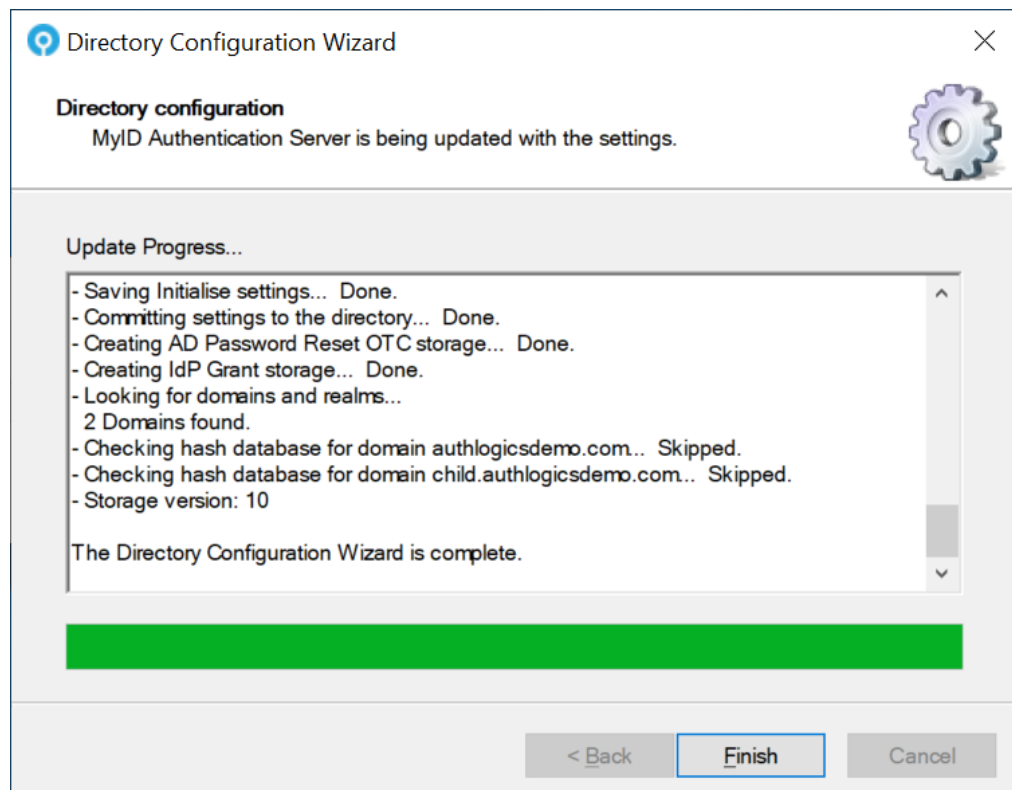 Directory Configuration Wizard
Directory configuration
MyID Authentication Server is being updated with the settings.
Update Progress...
- Saving Initialise settings... Done.
- Committing settings to the directory... Done.
- Creating AD Password Reset OTC storage... Done.
- Creating IdP Grant storage... Done.
- Looking for domains and realms...
2 Domains found.
- Checking hash database for domain authlogicsdemo.com... Skipped.
- Checking hash database for domain child.authlogicsdemo.com... Skipped.
- Storage version: 10
The Directory Configuration Wizard is complete.
< Back
Finish
Cancel